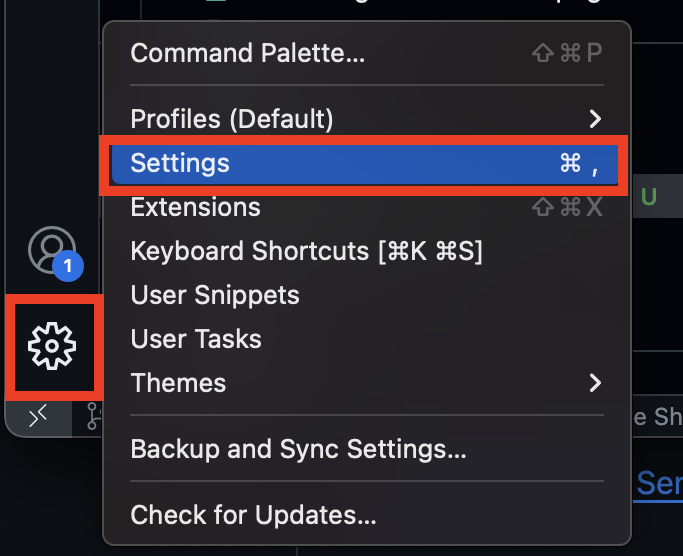 Command Palette... ⇧⌘P
Profiles (Default)
Settings ⌘ ,
U
Extensions ⇧⌘X
1
Keyboard Shortcuts [⌘K ⌘S]
User Snippets
User Tasks
Themes
e Sh
Backup and Sync Settings...
Ser
Check for Updates...